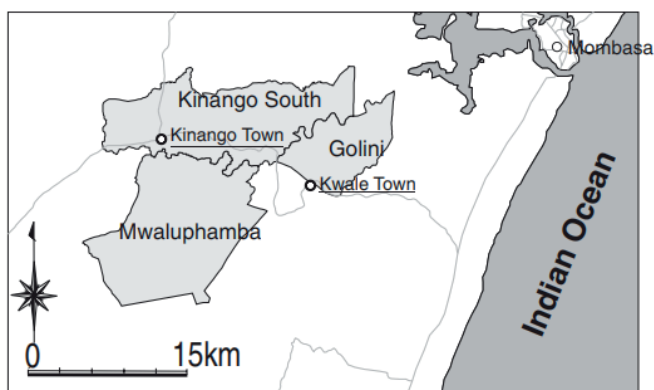 Mombasa
Kinango South
Kinango Town
Golini
Kwale Town
Mwaluphamba
Indian Ocean
0 15km